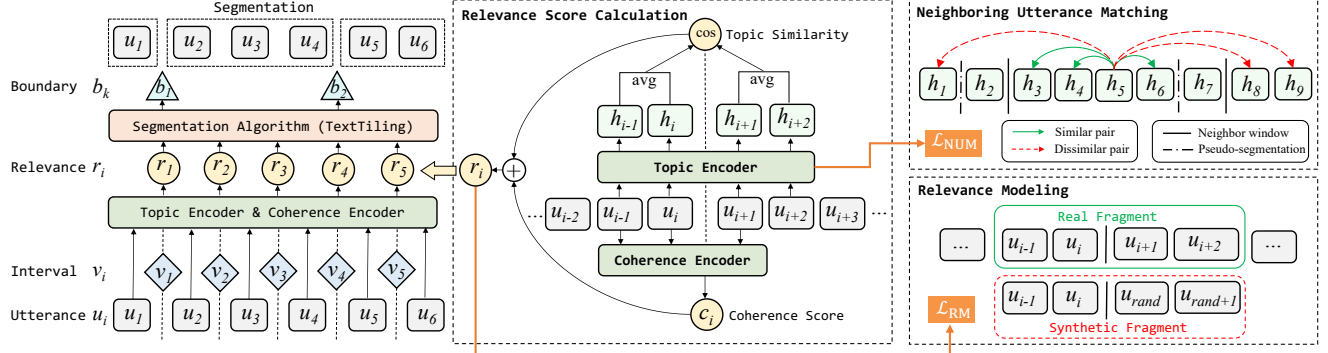 Segmentation
u1 u2 u3 u4 u5 u6
Boundary bk b1 b2
Segmentation Algorithm (TextTiling)
Relevance ri r1 r2 r3 r4 r5
Topic Encoder & Coherence Encoder
Interval vi v1 v2 v3 v4 v5
Utterance ui u1 u2 u3 u4 u5 u6
Relevance Score Calculation
cos Topic Similarity
avg avg
hi-1 hi hi+1 hi+2
Topic Encoder
ri +
... ui-2 ui-1 ui ui+1 ui+2 ui+3 ...
Coherence Encoder
ci Coherence Score
Neighboring Utterance Matching
h1 h2 h3 h4 h5 h6 h7 h8 h9
ℒNUM
Similar pair
Dissimilar pair
Neighbor window
Pseudo-segmentation
Relevance Modeling
Real Fragment
... ui-1 ui ui+1 ui+2 ...
ui-1 ui urand urand+1
Synthetic Fragment
ℒRM